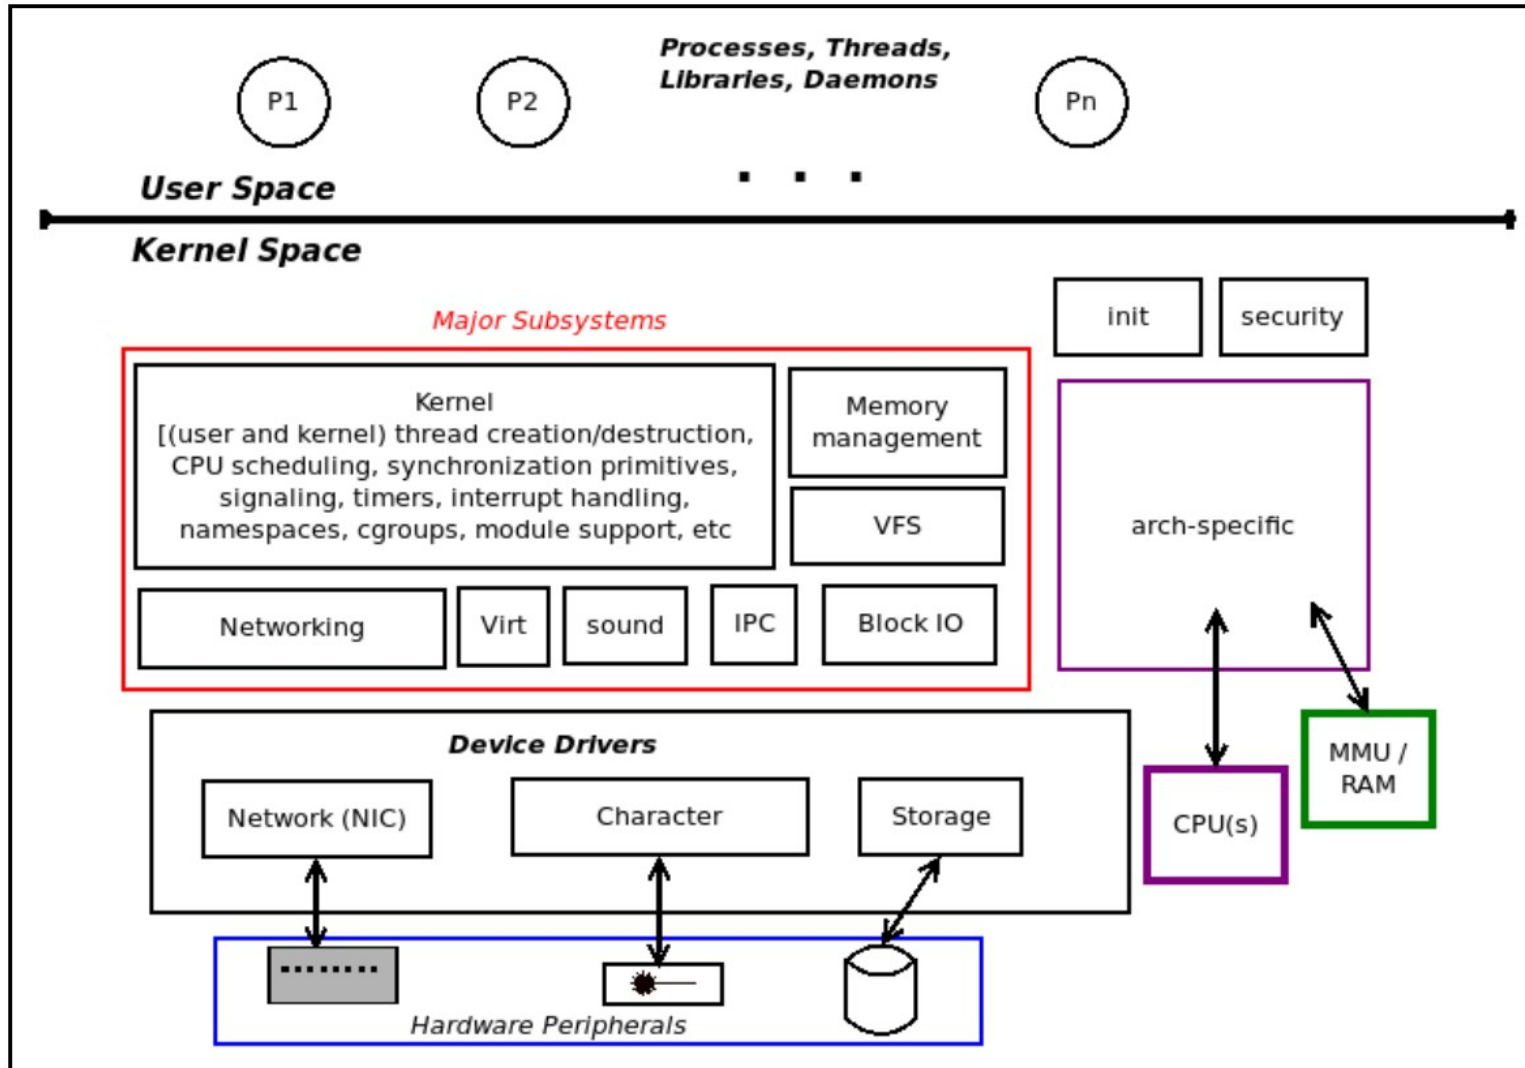 Processes, Threads,
Libraries, Daemons
P1
P2
Pn
. . .
User Space
Kernel Space
init
security
Major Subsystems
Kernel
[(user and kernel) thread creation/destruction,
CPU scheduling, synchronization primitives,
signaling, timers, interrupt handling,
namespaces, cgroups, module support, etc
Memory
management
VFS
arch-specific
Networking
Virt
sound
IPC
Block IO
Device Drivers
Network (NIC)
Character
Storage
CPU(s)
MMU /
RAM
Hardware Peripherals